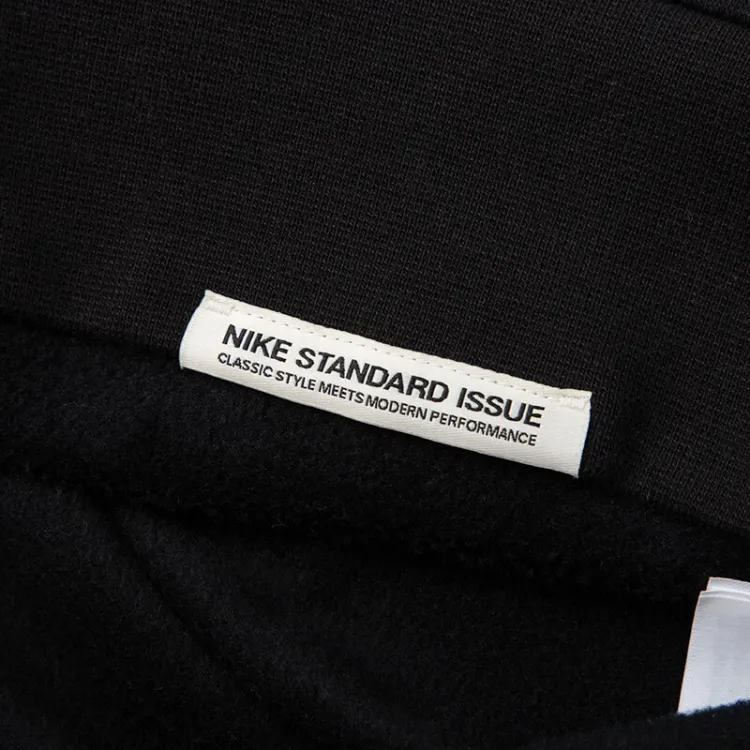 NIKE STANDARD ISSUE
CLASSIC STYLE MEETS MODERN PERFORMANCE